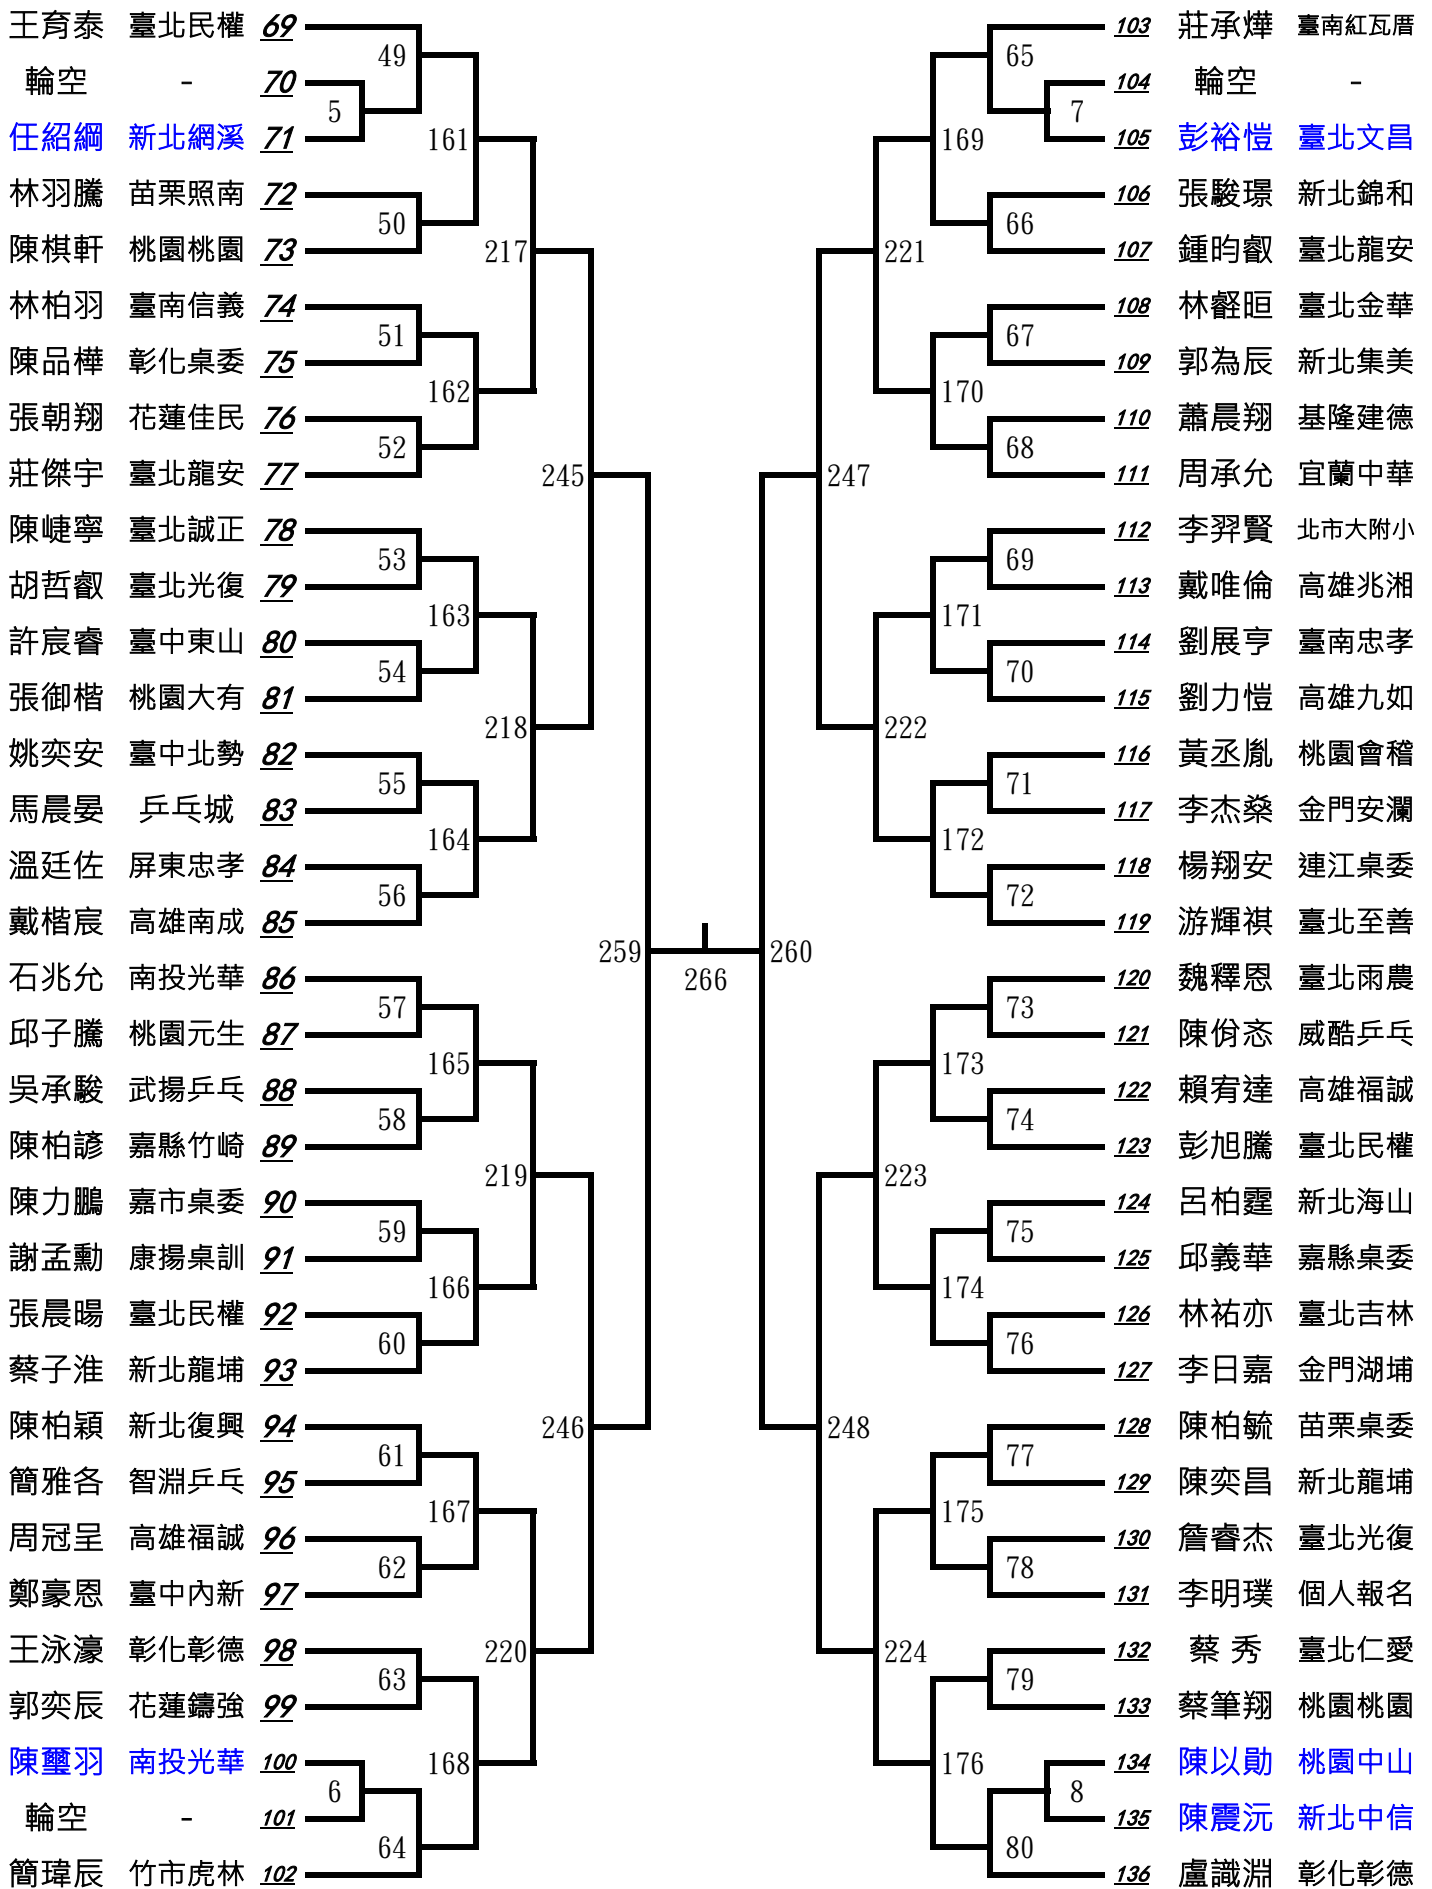 王育泰 臺北民權 69
輪空 - 70
任紹綱 新北網溪 71
林羽騰 苗栗照南 72
陳棋軒 桃園桃園 73
林柏羽 臺南信義 74
陳品樺 彰化桌委 75
張朝翔 花蓮佳民 76
莊傑宇 臺北龍安 77
陳崨寧 臺北誠正 78
胡哲叡 臺北光復 79
許宸睿 臺中東山 80
張御楷 桃園大有 81
姚奕安 臺中北勢 82
馬晨晏 乒乓城 83
溫廷佐 屏東忠孝 84
戴楷宸 高雄南成 85
石兆允 南投光華 86
邱子騰 桃園元生 87
吳承駿 武揚乒乓 88
陳柏諺 嘉縣竹崎 89
陳力鵬 嘉市桌委 90
謝孟勳 康揚桌訓 91
張晨暘 臺北民權 92
蔡子淮 新北龍埔 93
陳柏穎 新北復興 94
簡雅各 智淵乒乓 95
周冠呈 高雄福誠 96
鄭豪恩 臺中內新 97
王泳濠 彰化彰德 98
郭奕辰 花蓮鑄強 99
陳璽羽 南投光華 100
輪空 - 101
簡瑋辰 竹市虎林 102
5
6
49
50
51
52
53
54
55
56
57
58
59
60
61
62
63
64
161
162
163
164
165
166
167
168
217
218
219
220
245
246
259
266
260
247
248
221
222
223
224
169
170
171
172
173
174
175
176
65
66
67
68
69
70
71
72
73
74
75
76
77
78
79
80
7
8
103 莊承燁 臺南紅瓦厝
104 輪空 -
105 彭裕愷 臺北文昌
106 張駿璟 新北錦和
107 鍾昀叡 臺北龍安
108 林睿晅 臺北金華
109 郭為辰 新北集美
110 蕭晨翔 基隆建德
111 周承允 宜蘭中華
112 李羿賢 北市大附小
113 戴唯倫 高雄兆湘
114 劉展亨 臺南忠孝
115 劉力愷 高雄九如
116 黃丞胤 桃園會稽
117 李杰燊 金門安瀾
118 楊翔安 連江桌委
119 游輝祺 臺北至善
120 魏釋恩 臺北雨農
121 陳佾忞 威酷乒乓
122 賴宥達 高雄福誠
123 彭旭騰 臺北民權
124 呂柏霆 新北海山
125 邱義華 嘉縣桌委
126 林祐亦 臺北吉林
127 李日嘉 金門湖埔
128 陳柏毓 苗栗桌委
129 陳奕昌 新北龍埔
130 詹睿杰 臺北光復
131 李明璞 個人報名
132 蔡 秀 臺北仁愛
133 蔡筆翔 桃園桃園
134 陳以勛 桃園中山
135 陳震沅 新北中信
136 盧識淵 彰化彰德